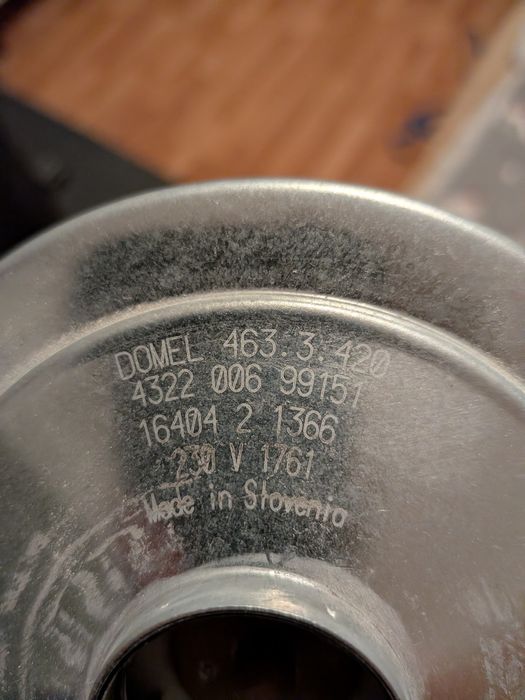 DOMEL 463.3.420
4322 006 99151
16404 2 1366
230 V 1761
Made in Slovenia